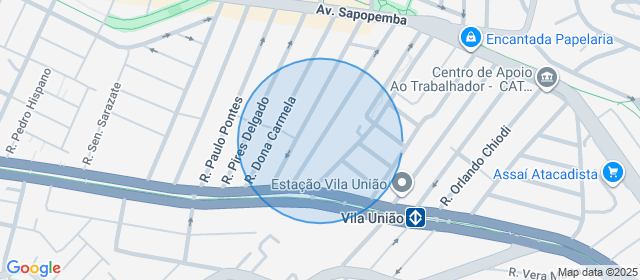 Av. Sapopemba
Encantada Papelaria
Centro de Apoio
Ao Trabalhador - CAT...
R. Pedro Hispano
R. Sen. Sarazate
R. Paulo Pontes
R. Pires Delgado
R. Dona Carmela
R. Orlando Chiodi
Assaí Atacadista
Estação Vila União
Vila União
Google
R. Vera M
Map data ©2025